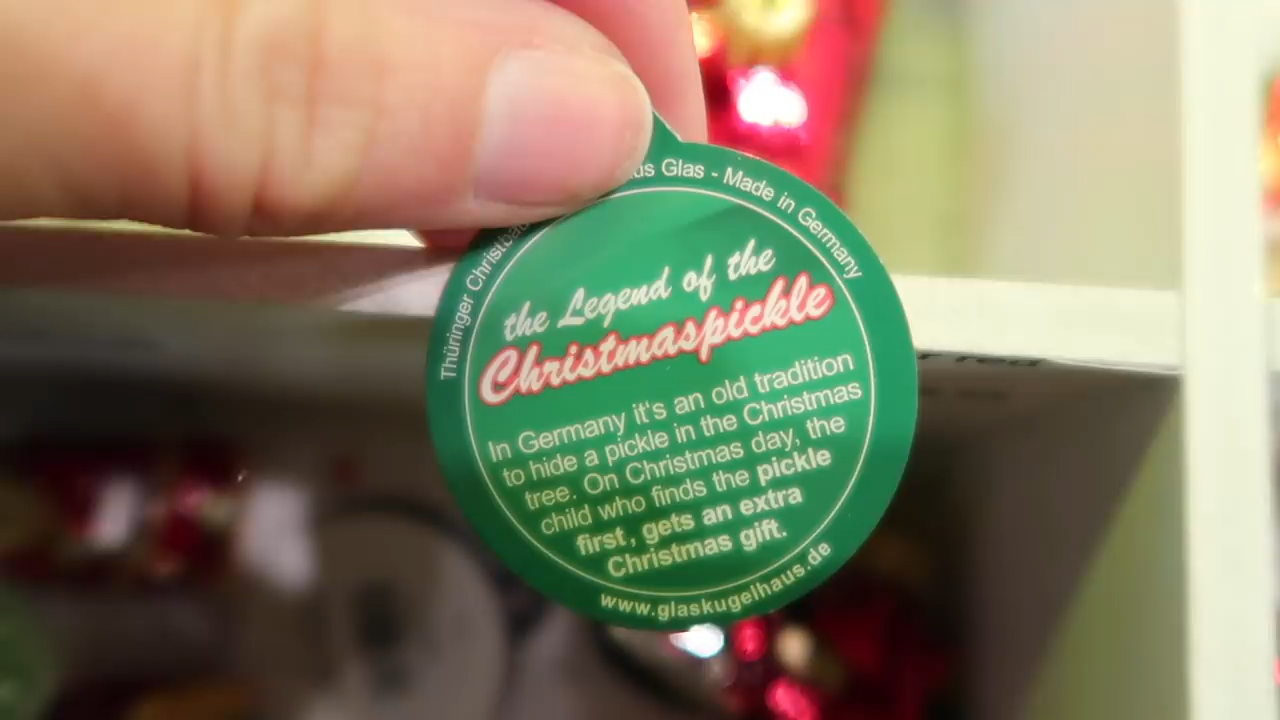 Thüringer
us Glas - Made in Germany
the Legend of the
Christmaspickle
In Germany it's an old tradition
to hide a pickle in the Christmas
tree. On Christmas day, the
child who finds the pickle
first, gets an extra
Christmas gift.
www.glaskugelhaus.de